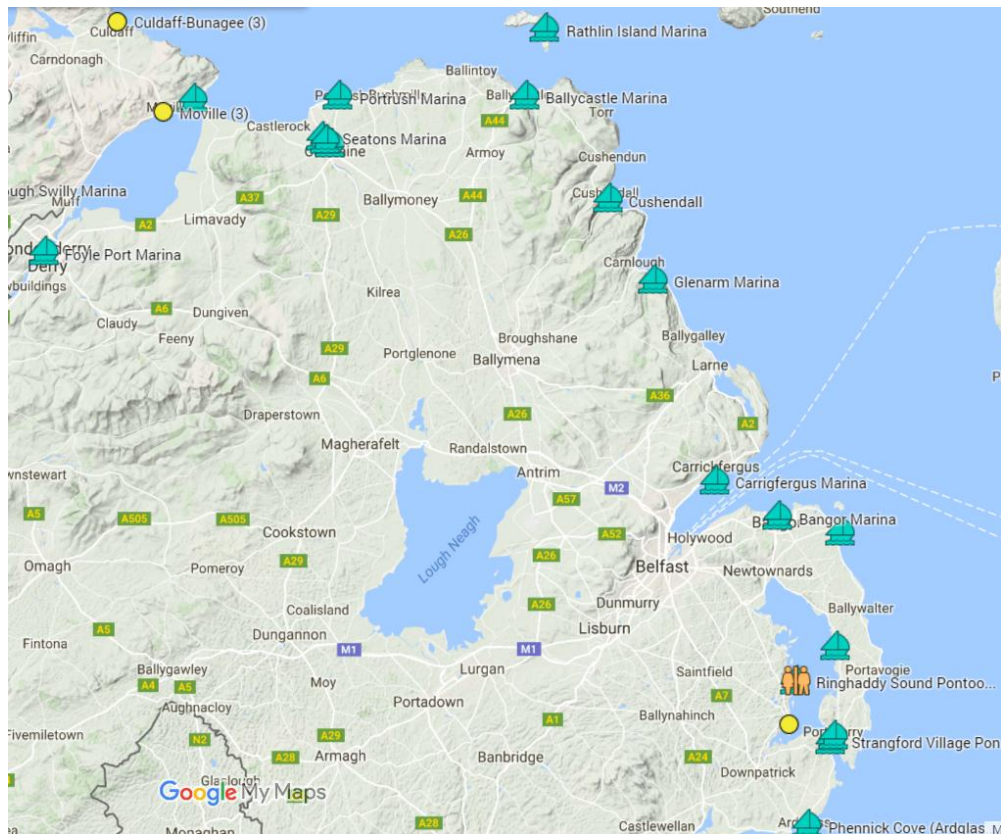 Southend
Culdaff-Bunagee (3)
Culdaff
Rathlin Island Marina
Carndonagh
Ballintoy
Portrush Marina
Ballycastle Marina
Moville (3)
Torr
Castlerock
A44
Seatons Marina
Armoy
Cushendun
ough Swilly Marina
Muff
A37
A44
Ballymoney
Cushendall
Limavady
A29
A2
A26
Foyle Port Marina
Derry
Carnlough
wbuildings
Glenarm Marina
Kilrea
A6
Dungiven
Claudy
Feeny
Broughshane
Ballygalley
A29
Portglenone
Ballymena
Larne
A6
A36
Draperstown
A26
A2
Magherafelt
Randalstown
Carrickfergus
Antrim
wnstewart
M2
Carrigfergus Marina
A57
A5
A505
A505
Bangor Marina
Cookstown
A52
Holywood
Lough Neagh
A26
A29
Belfast
Omagh
Pomeroy
Newtownards
Coalisland
A26
Dunmurry
Ballywalter
A5
Lisburn
Fintona
Dungannon
M1
M1
Ballygawley
Lurgan
Saintfield
Portavogie
A4
A5
Moy
Ringhaddy Sound Pontoo...
Aughnacloy
Portadown
A7
Ballynahinch
A1
Fivemiletown
N2
A29
A28
Armagh
Banbridge
A24
Strangford Village Pon
Downpatrick
Glaslough
Google My Maps
A28
Monaghan
Castlewellan
Phennick Cove (Ardglas